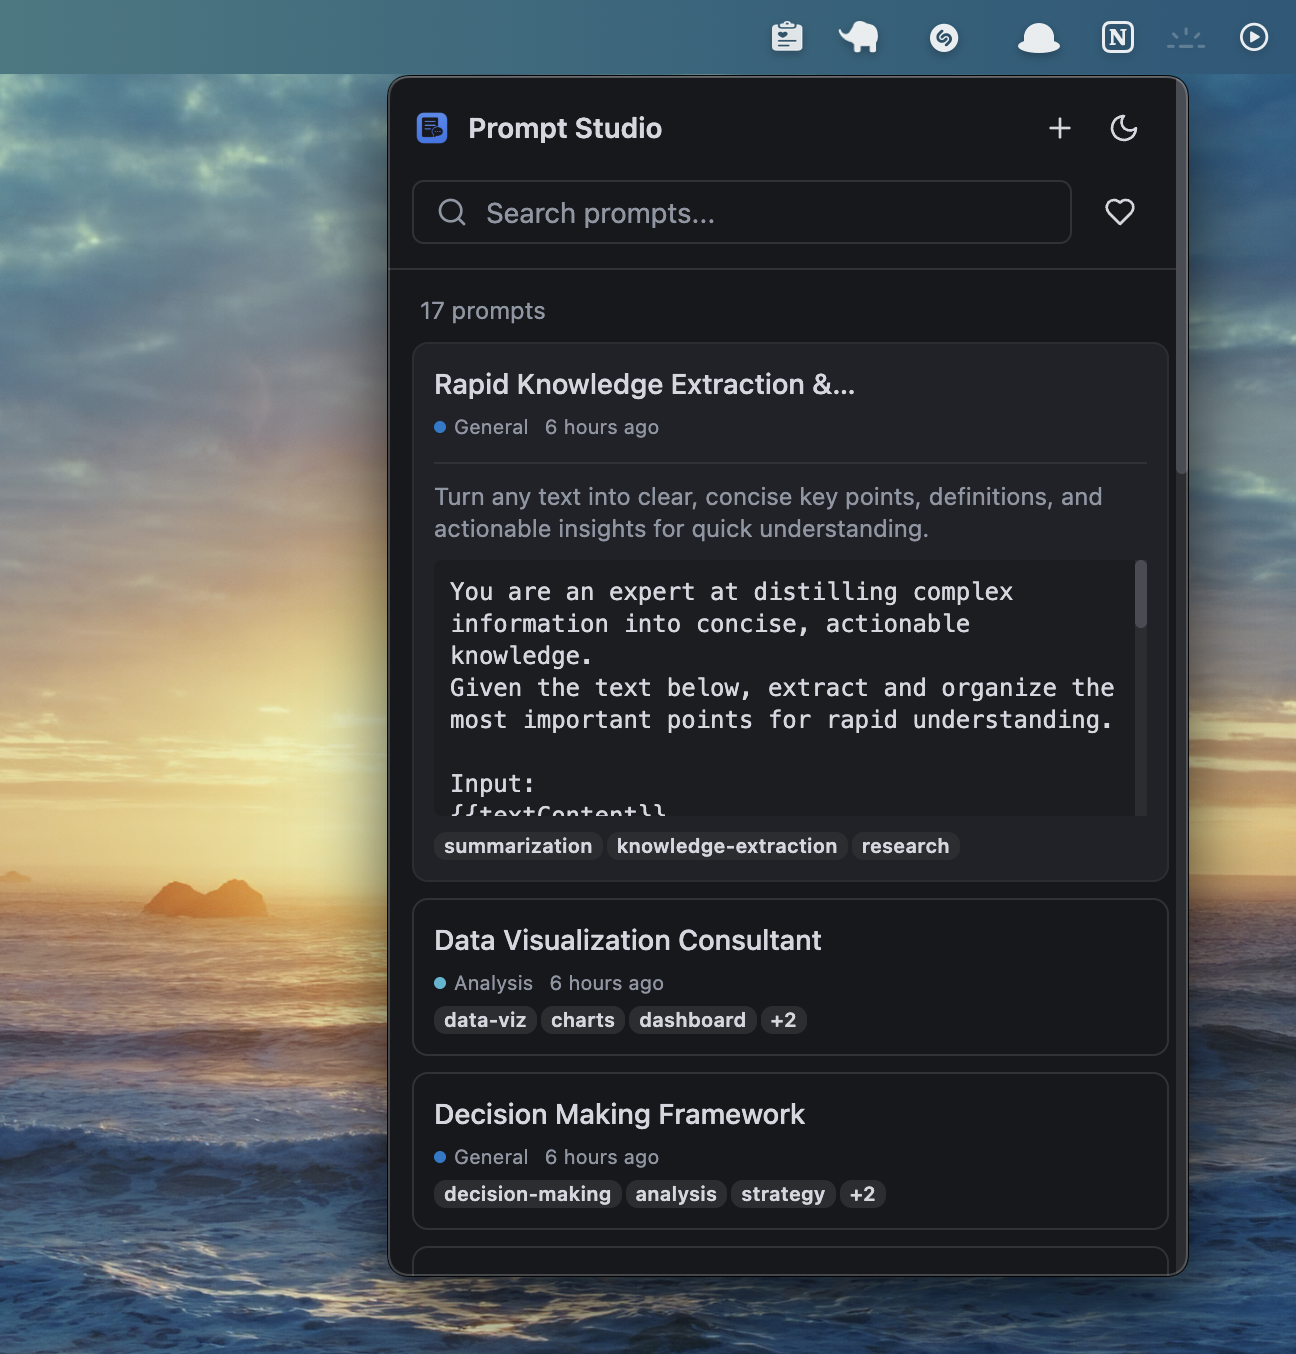 N
Prompt Studio
Search prompts...
17 prompts
Rapid Knowledge Extraction &...
General 6 hours ago
Turn any text into clear, concise key points, definitions, and
actionable insights for quick understanding.
You are an expert at distilling complex
information into concise, actionable
knowledge.
Given the text below, extract and organize the
most important points for rapid understanding.
Input:
{{textContent}}
summarization knowledge-extraction research
Data Visualization Consultant
Analysis 6 hours ago
data-viz charts dashboard +2
Decision Making Framework
General 6 hours ago
decision-making analysis strategy +2